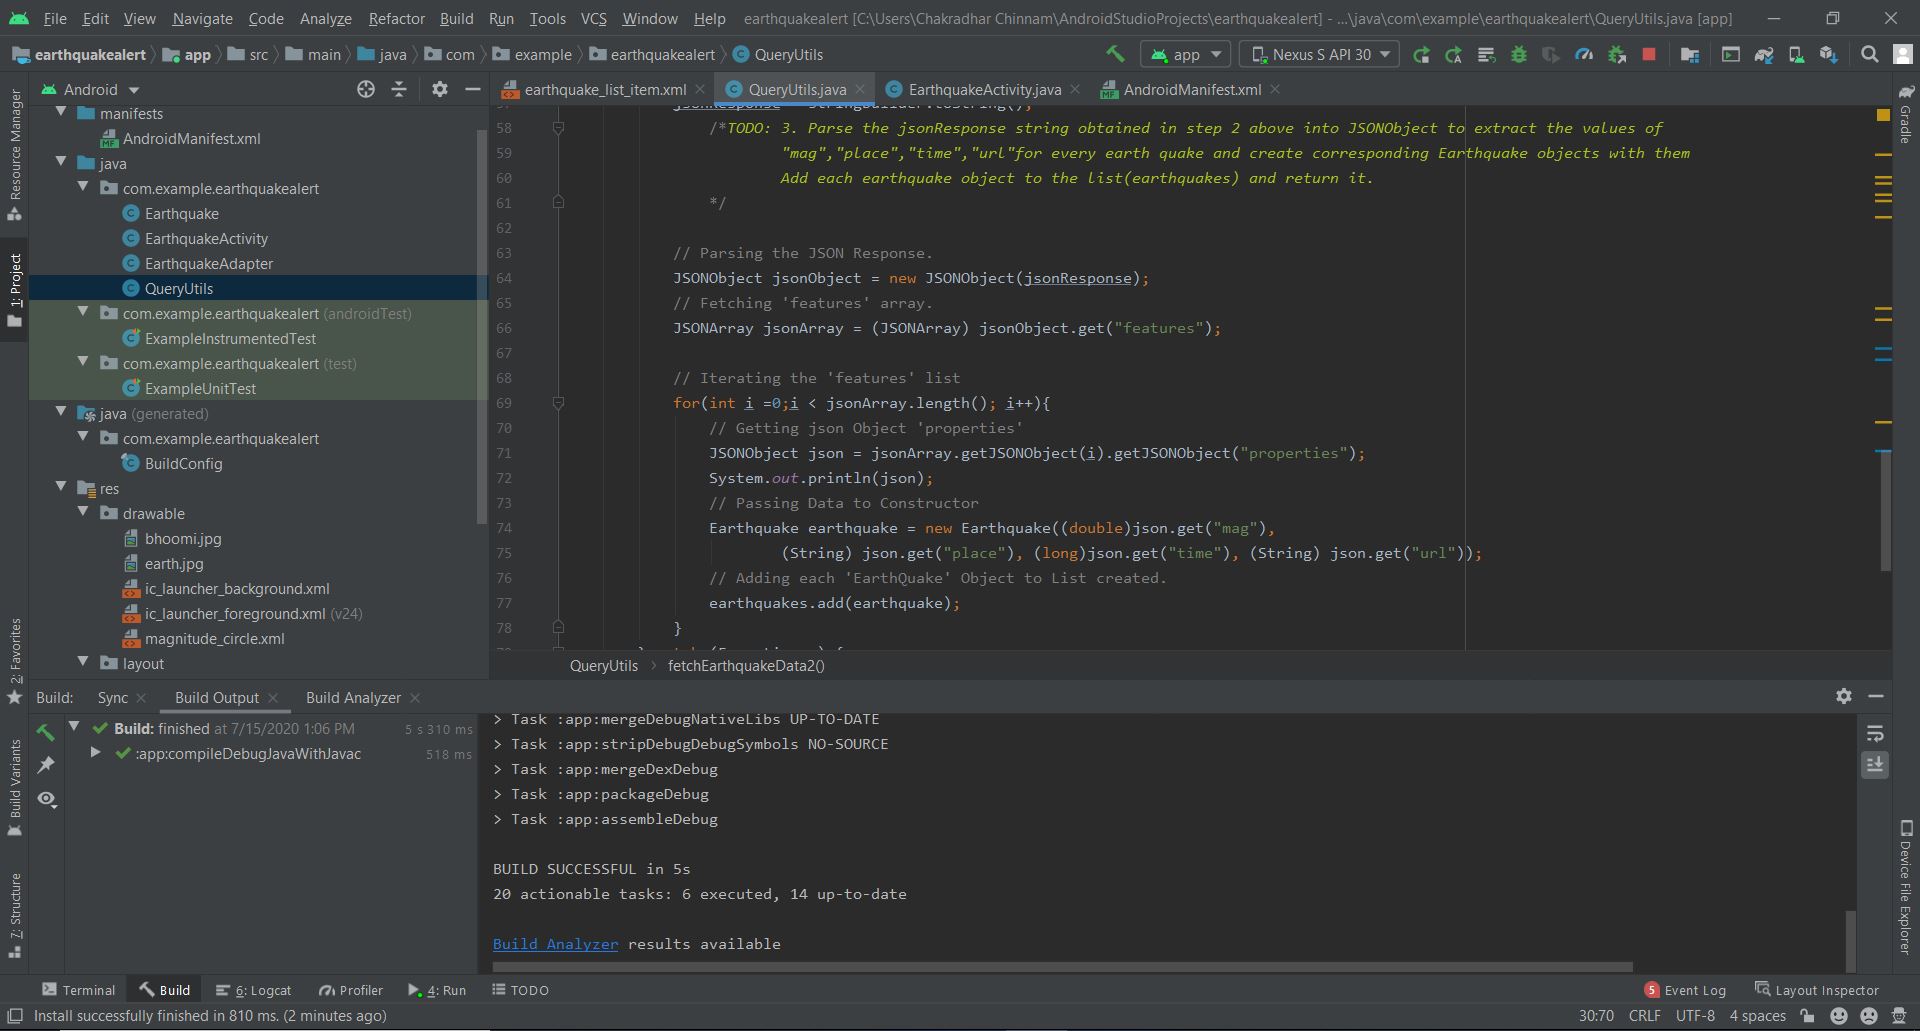 File Edit View Navigate Code Analyze Refactor Build Run Tools VCS Window Help earthquakealert [C:\Users\Chakradhar Chinnam\AndroidStudioProjects\earthquakealert] - ...\java\com\example\earthquakealert\QueryUtils.java [app]
earthquakealert app src main java com example earthquakealert QueryUtils app Nexus S API 30
Android
manifests
AndroidManifest.xml
java
com.example.earthquakealert
Earthquake
EarthquakeActivity
EarthquakeAdapter
QueryUtils
com.example.earthquakealert (androidTest)
ExampleInstrumentedTest
com.example.earthquakealert (test)
ExampleUnitTest
java (generated)
com.example.earthquakealert
BuildConfig
res
drawable
bhoomi.jpg
earth.jpg
ic_launcher_background.xml
ic_launcher_foreground.xml (v24)
magnitude_circle.xml
layout
Resource Manager
1: Project
2: Favorites
Build Variants
7: Structure
earthquake_list_item.xml QueryUtils.java EarthquakeActivity.java AndroidManifest.xml
58 /*TODO: 3. Parse the jsonResponse string obtained in step 2 above into JSONObject to extract the values of
59 "mag","place","time","url"for every earth quake and create corresponding Earthquake objects with them
60 Add each earthquake object to the list(earthquakes) and return it.
61 */
62
63 // Parsing the JSON Response.
64 JSONObject jsonObject = new JSONObject(jsonResponse);
65 // Fetching 'features' array.
66 JSONArray jsonArray = (JSONArray) jsonObject.get("features");
67
68 // Iterating the 'features' list
69 for(int i =0;i < jsonArray.length(); i++){
70 // Getting json Object 'properties'
71 JSONObject json = jsonArray.getJSONObject(i).getJSONObject("properties");
72 System.out.println(json);
73 // Passing Data to Constructor
74 Earthquake earthquake = new Earthquake((double)json.get("mag"),
75 (String) json.get("place"), (long)json.get("time"), (String) json.get("url"));
76 // Adding each 'EarthQuake' Object to List created.
77 earthquakes.add(earthquake);
78 }
QueryUtils fetchEarthquakeData2()
Gradle
Device File Explorer
Build: Sync Build Output Build Analyzer
Build: finished at 7/15/2020 1:06 PM 5 s 310 ms
:app:compileDebugJavaWithJavac 518 ms
> Task :app:mergeDebugNativeLibs UP-TO-DATE
> Task :app:stripDebugDebugSymbols NO-SOURCE
> Task :app:mergeDexDebug
> Task :app:packageDebug
> Task :app:assembleDebug
BUILD SUCCESSFUL in 5s
20 actionable tasks: 6 executed, 14 up-to-date
Build Analyzer results available
Terminal Build 6: Logcat Profiler 4: Run TODO 5 Event Log Layout Inspector
Install successfully finished in 810 ms. (2 minutes ago) 30:70 CRLF UTF-8 4 spaces